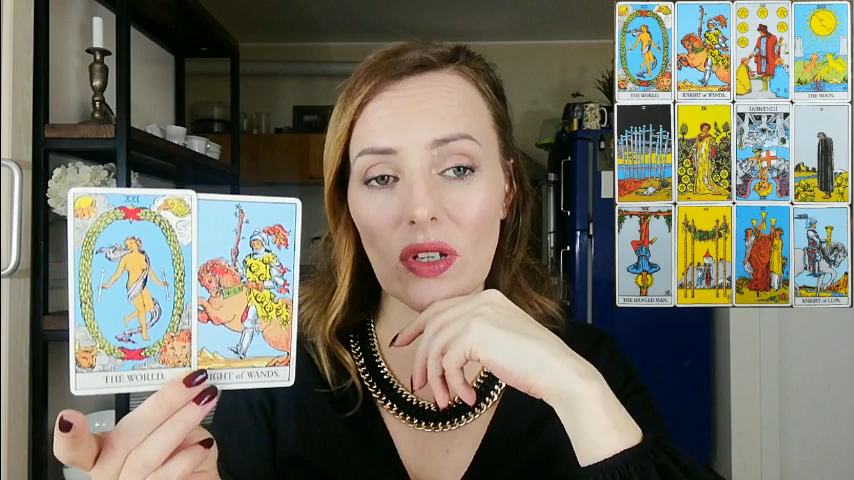 XXI
THE WORLD.
IGHT of WANDS.
THE WORLD.
KNIGHT of WANDS.
THE MOON.
JUDGEMENT.
THE HANGED MAN.
KNIGHT of CUPS.